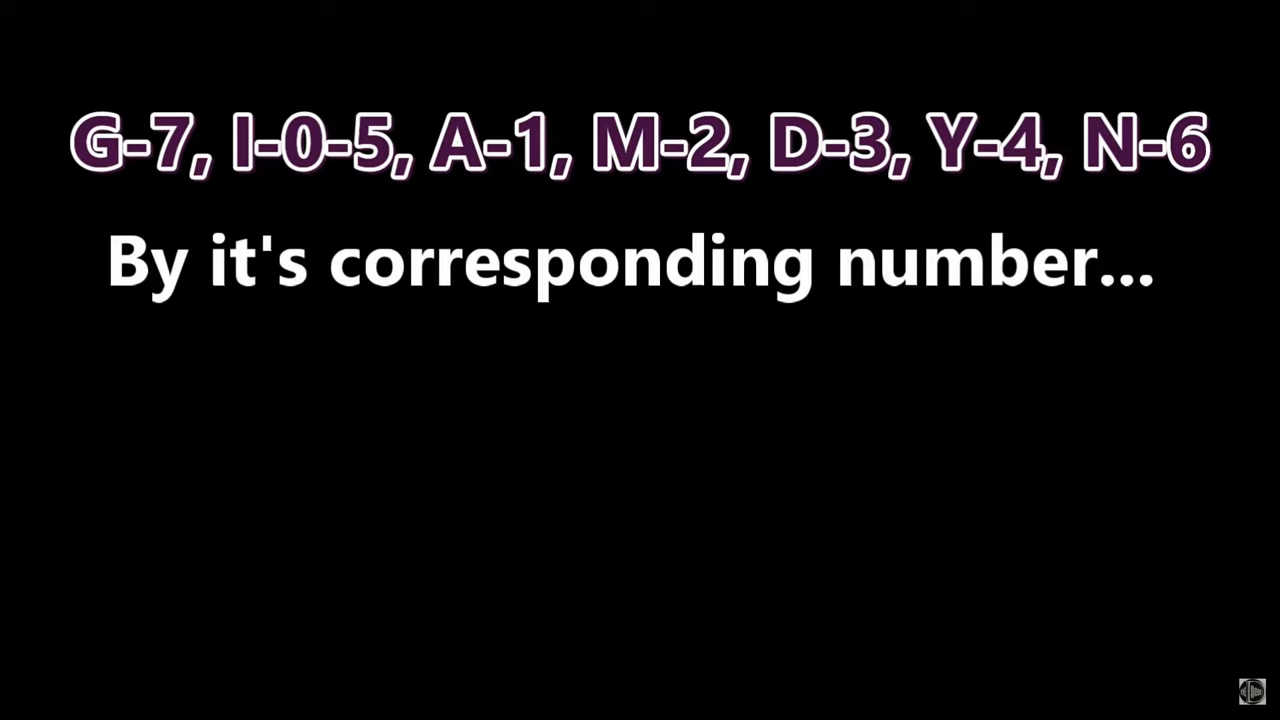 G-7, I-0-5, A-1, M-2, D-3, Y-4, N-6
By it's corresponding number...